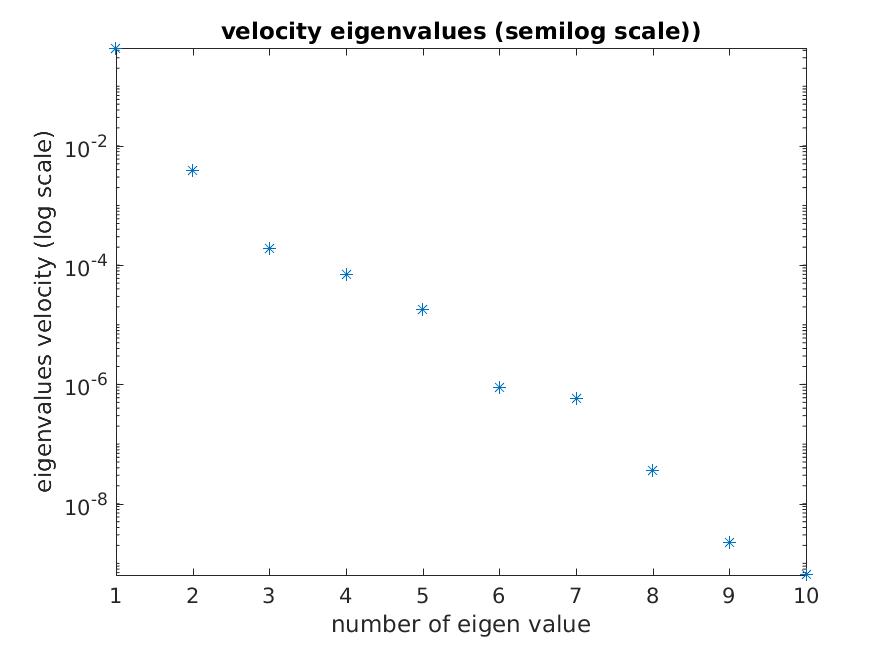 velocity eigenvalues (semilog scale))
eigenvalues velocity (log scale)
10^-2
10^-4
10^-6
10^-8
1 2 3 4 5 6 7 8 9 10
number of eigen value